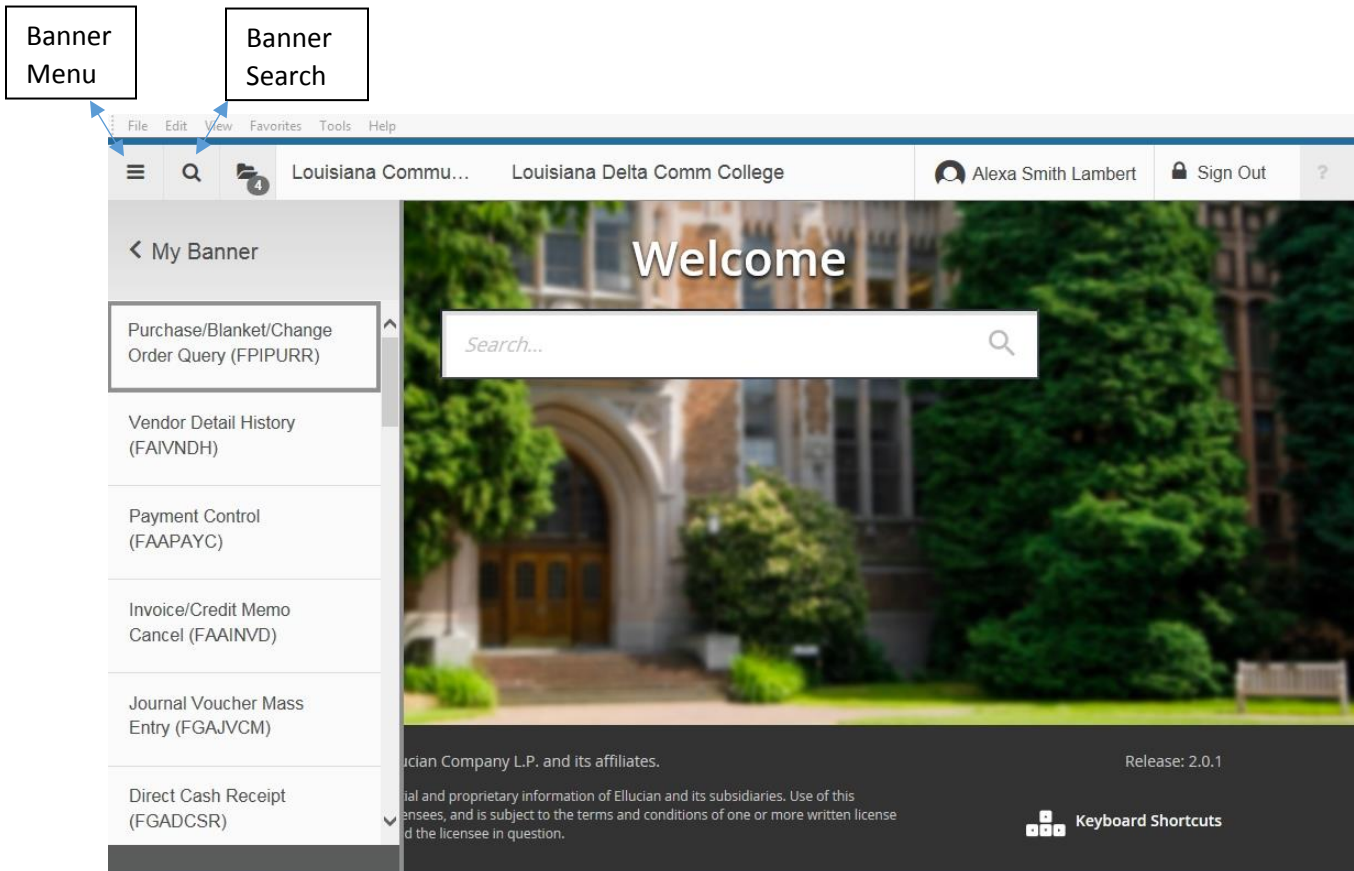 Banner
Menu
Banner
Search
File Edit View Favorites Tools Help
4
Louisiana Commu...
Louisiana Delta Comm College
Alexa Smith Lambert
Sign Out
?
My Banner
Welcome
Search...
Purchase/Blanket/Change
Order Query (FPIPURR)
Vendor Detail History
(FAIVNDH)
Payment Control
(FAAPAYC)
Invoice/Credit Memo
Cancel (FAAINVD)
Journal Voucher Mass
Entry (FGAJVCM)
Direct Cash Receipt
(FGADCSR)
Company L.P. and its affiliates.
Release: 2.0.1
and proprietary information of Ellucian and its subsidiaries. Use of this
and is subject to the terms and conditions of one or more written license
the licensee in question.
Keyboard Shortcuts